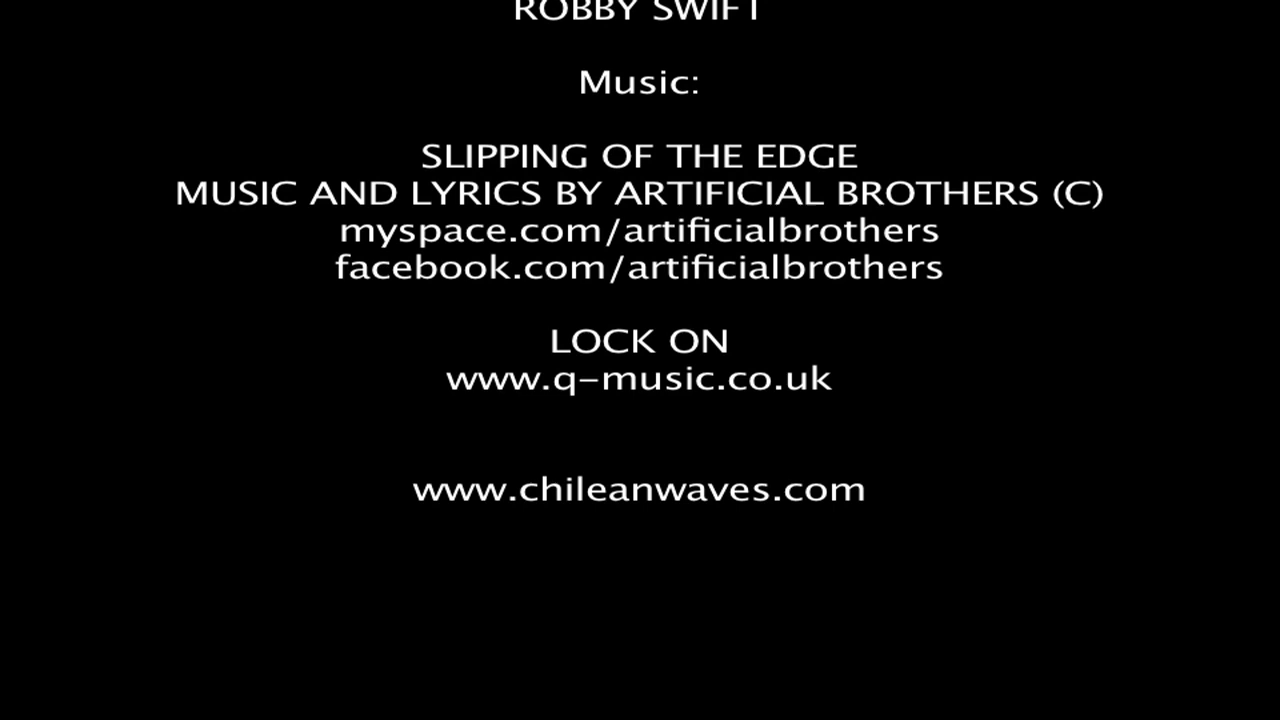 ROBBY SWIFT
Music:
SLIPPING OF THE EDGE
MUSIC AND LYRICS BY ARTIFICIAL BROTHERS (C)
myspace.com/artificialbrothers
facebook.com/artificialbrothers
LOCK ON
www.q-music.co.uk
www.chileanwaves.com